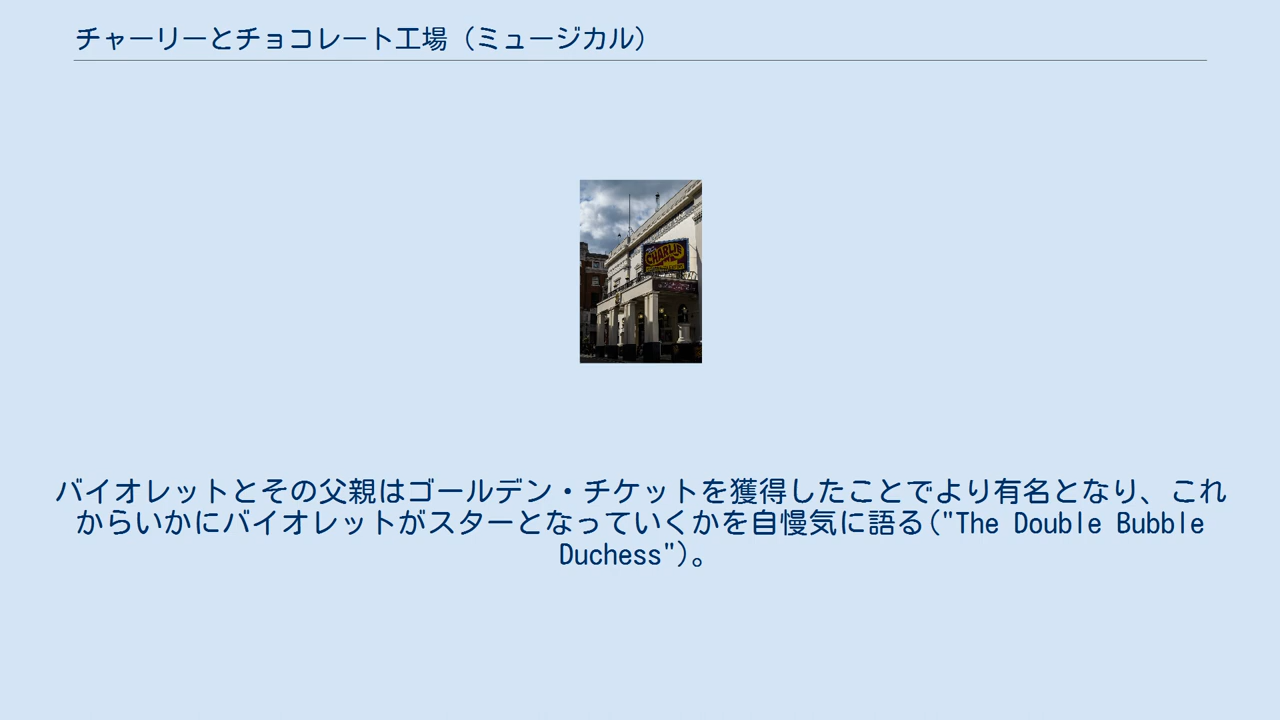 チャーリーとチョコレート工場（ミュージカル）
CHARLIE
バイオレットとその父親はゴールデン・チケットを獲得したことでより有名となり、これ
からいかにバイオレットがスターとなっていくかを自慢気に語る("The Double Bubble
Duchess")。